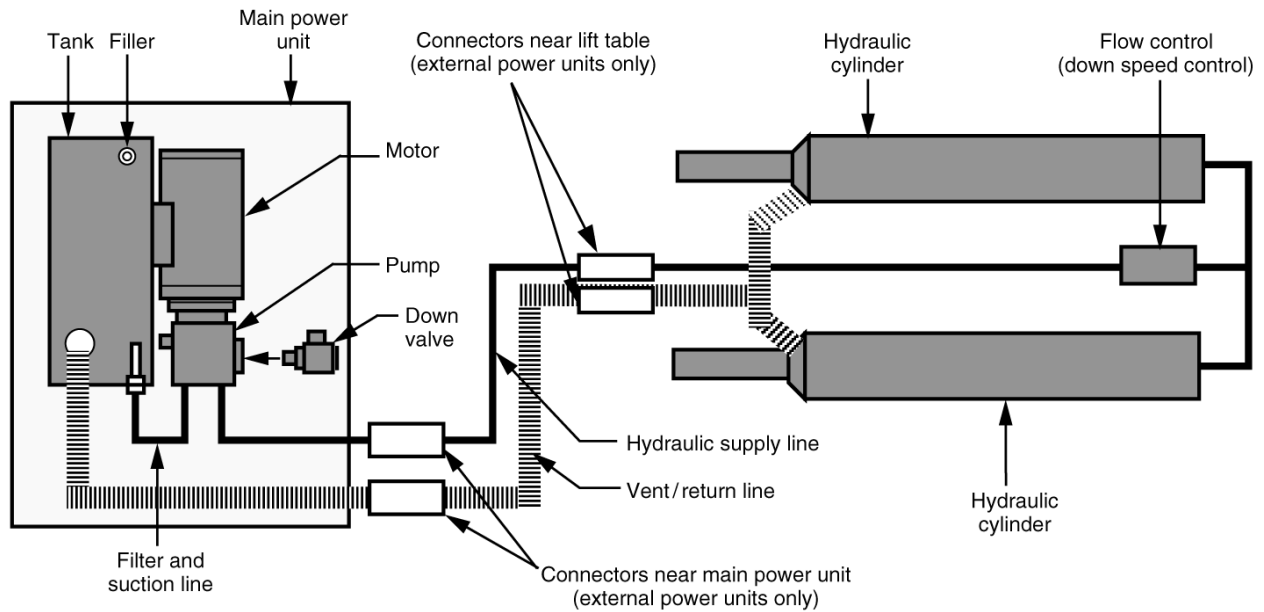 Main power
unit
Tank
Filler
Connectors near lift table
(external power units only)
Hydraulic
cylinder
Flow control
(down speed control)
Motor
Pump
Down
valve
Hydraulic supply line
Vent/return line
Hydraulic
cylinder
Filter and
suction line
Connectors near main power unit
(external power units only)